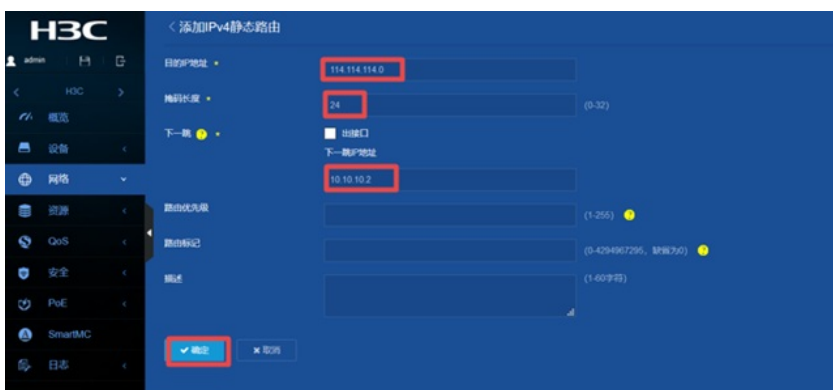 H3C
admin
H3C
概览
设备
网络
资源
QoS
安全
PoE
SmartMC
日志
添加IPv4静态路由
目的IP地址
114.114.114.0
掩码长度
24
(0-32)
下一跳
出接口
下一跳IP地址
10.10.10.2
路由优先级
(1-255)
路由标记
(0-4294967295, 缺省为0)
描述
(1-60字符)
确定
取消